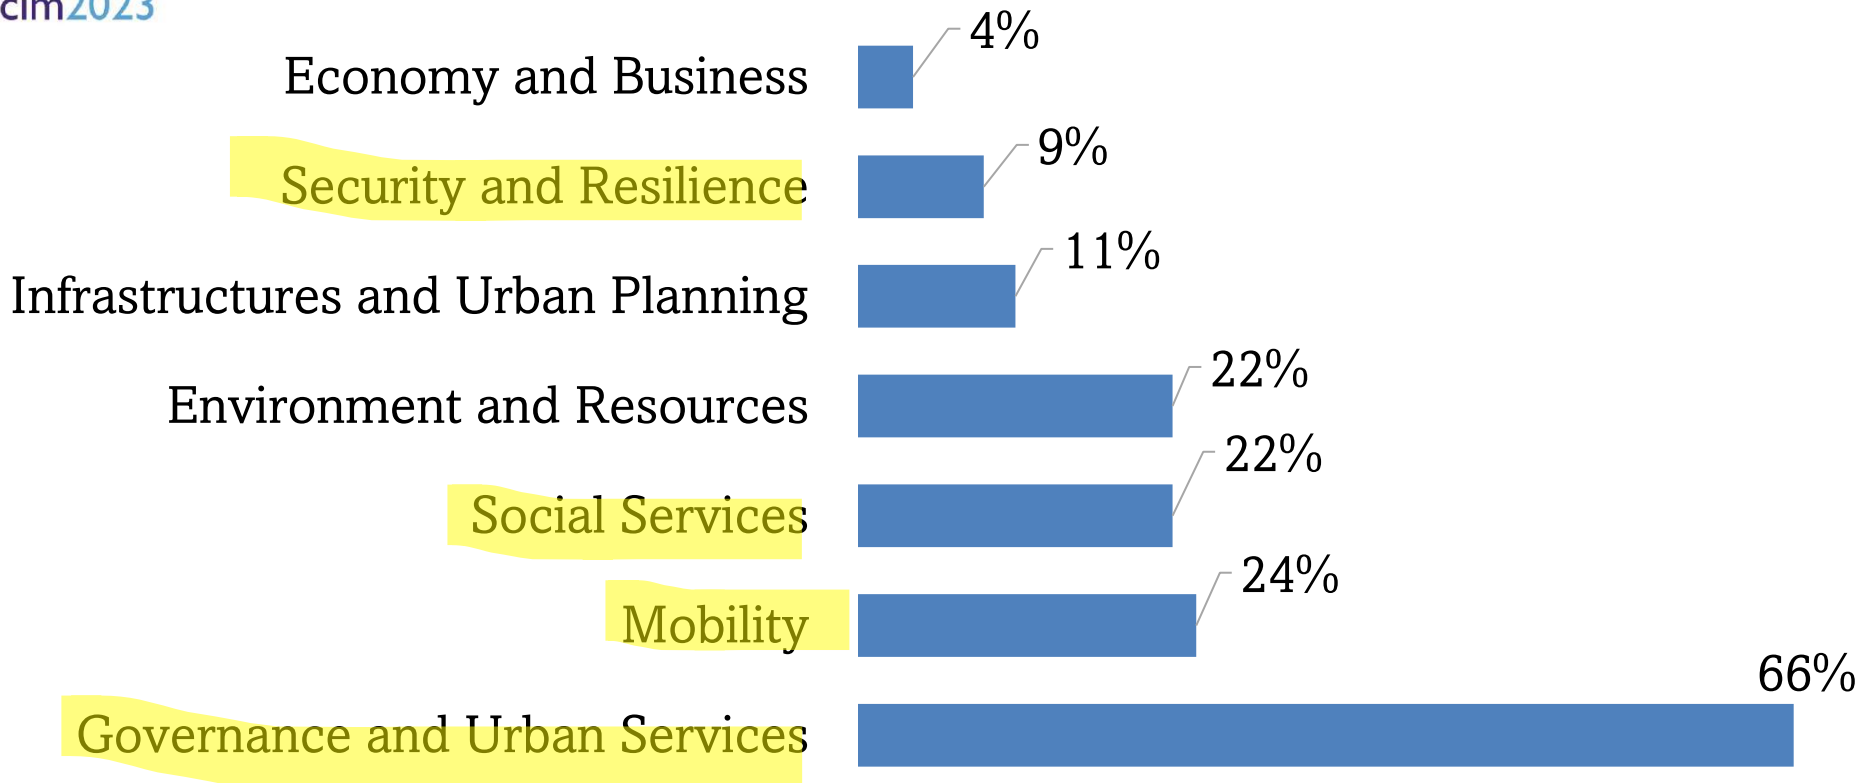 cim2023
4%
Economy and Business
9%
Security and Resilience
11%
Infrastructures and Urban Planning
22%
Environment and Resources
22%
Social Services
24%
Mobility
66%
Governance and Urban Services